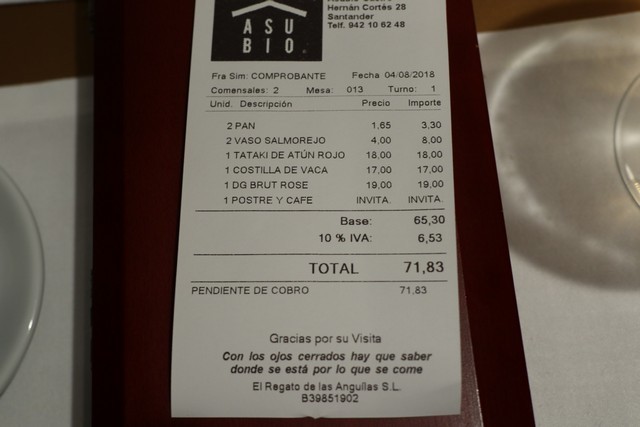 ASU
BIO
Hernán Cortés 28
Santander
Telf. 942 10 62 48
Fra Sim: COMPROBANTE Fecha 04/08/2018
Comensales: 2 Mesa: 013 Turno: 1
Unid. Descripción Precio Importe
2 PAN 1,65 3,30
2 VASO SALMOREJO 4,00 8,00
1 TATAKI DE ATÚN ROJO 18,00 18,00
1 COSTILLA DE VACA 17,00 17,00
1 DG BRUT ROSE 19,00 19,00
1 POSTRE Y CAFE INVITA. INVITA.
Base: 65,30
10 % IVA: 6,53
TOTAL 71,83
PENDIENTE DE COBRO 71,83
Gracias por su Visita
Con los ojos cerrados hay que saber
donde se está por lo que se come
El Regato de las Anguilas S.L.
B39851902